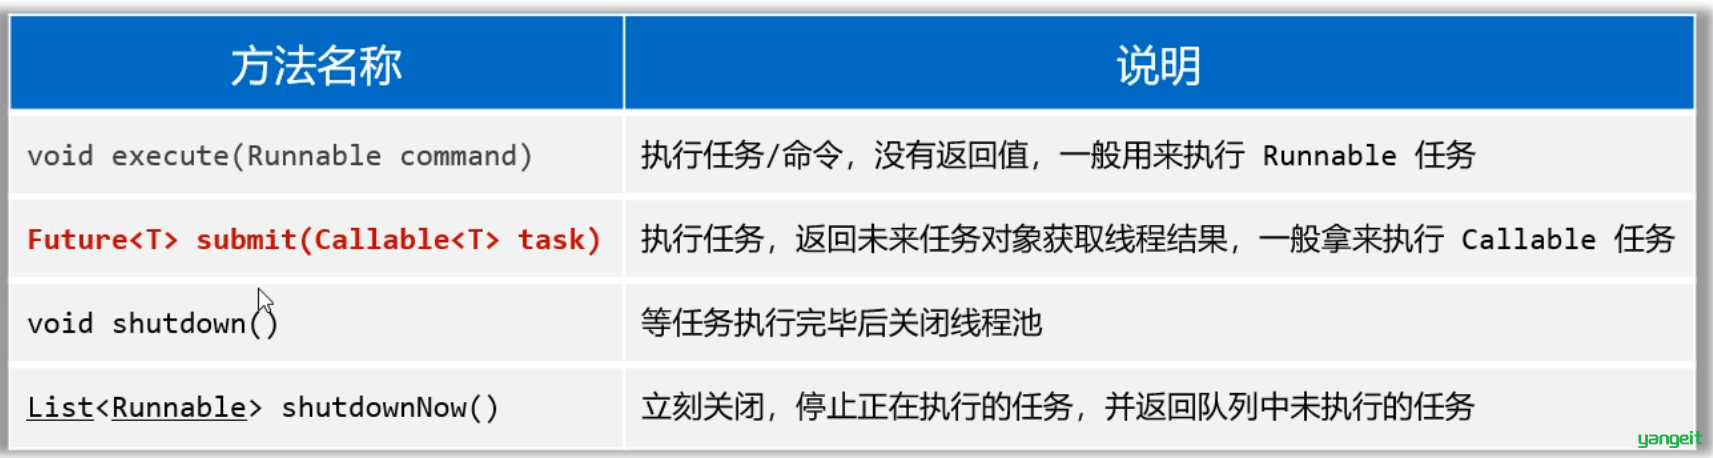 方法名称
说明
void execute(Runnable command)
执行任务/命令，没有返回值，一般用来执行 Runnable 任务
Future<T> submit(Callable<T> task)
执行任务，返回未来任务对象获取线程结果，一般拿来执行 Callable 任务
void shutdown()
等任务执行完毕后关闭线程池
List<Runnable> shutdownNow()
立刻关闭，停止正在执行的任务，并返回队列中未执行的任务
yangeit